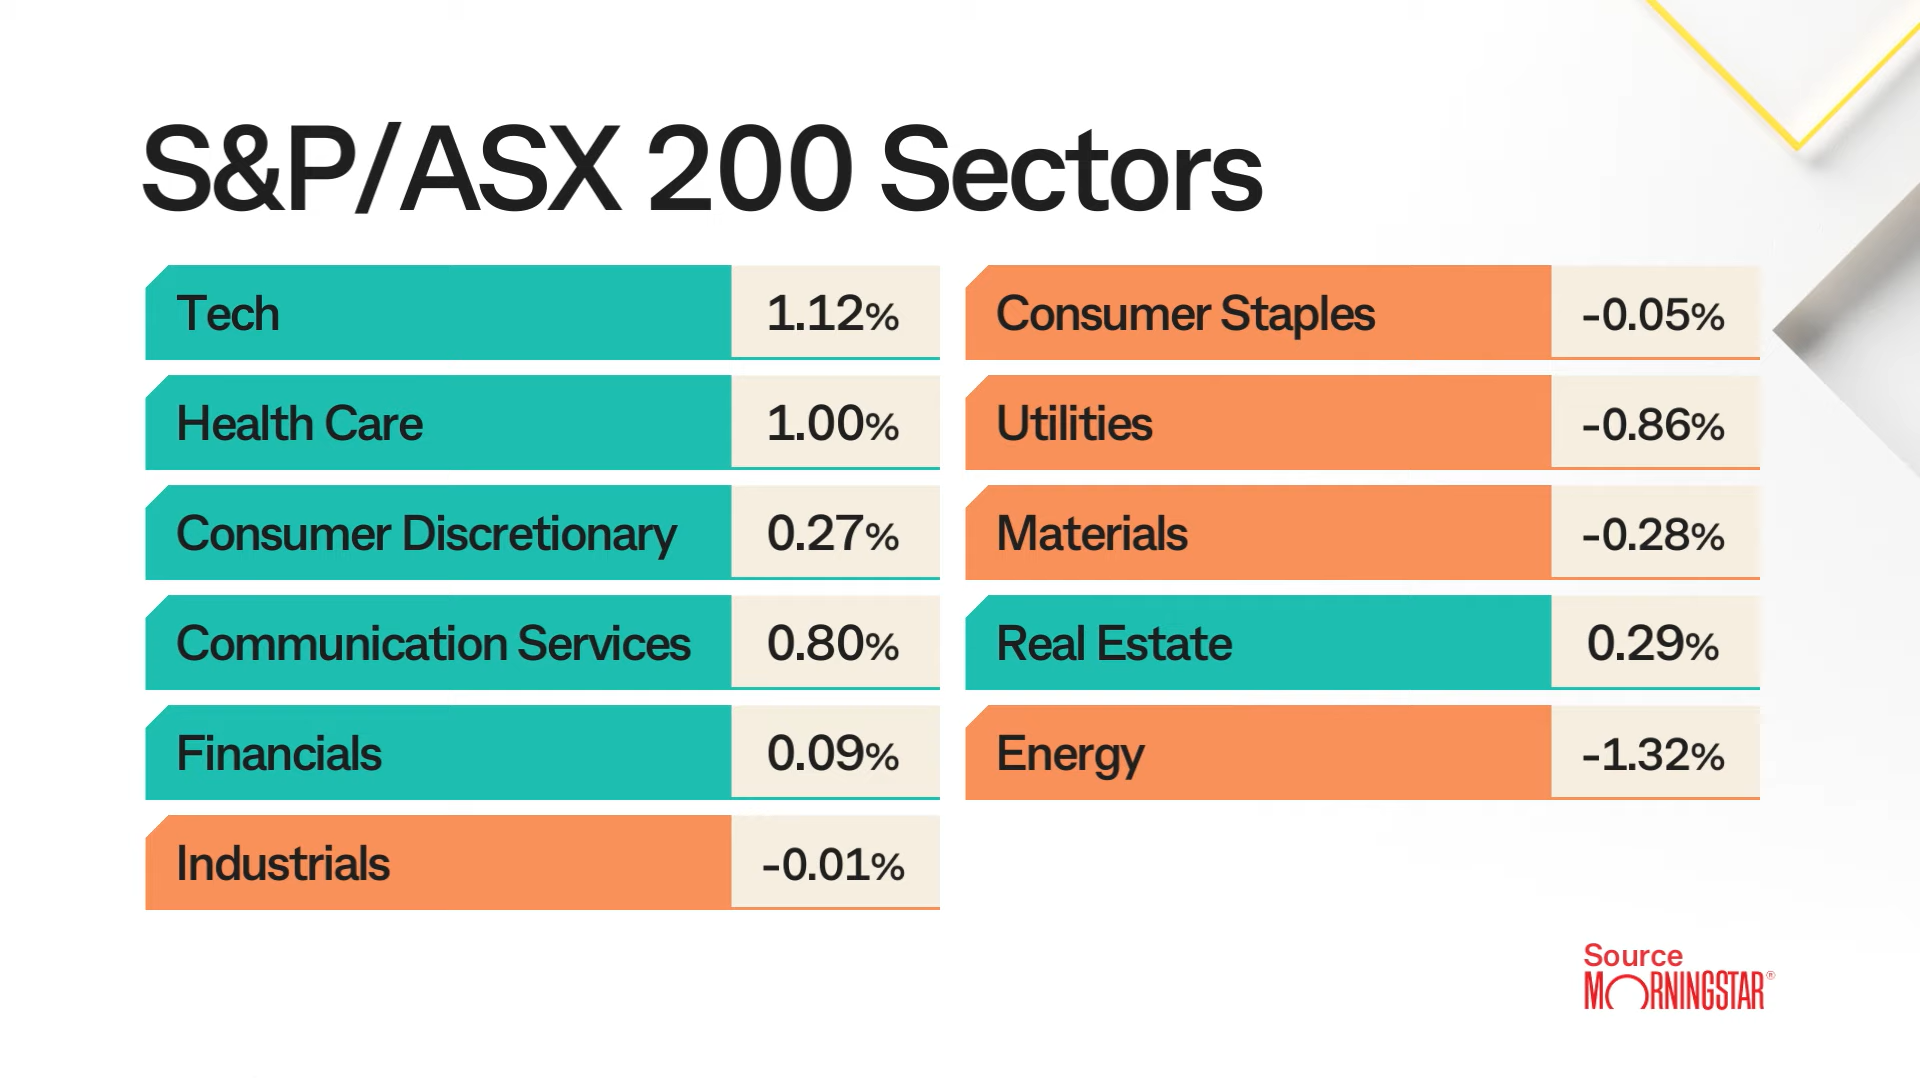 S&P/ASX 200 Sectors
Tech 1.12%
Health Care 1.00%
Consumer Discretionary 0.27%
Communication Services 0.80%
Financials 0.09%
Industrials -0.01%
Consumer Staples -0.05%
Utilities -0.86%
Materials -0.28%
Real Estate 0.29%
Energy -1.32%
Source
MORNINGSTAR®